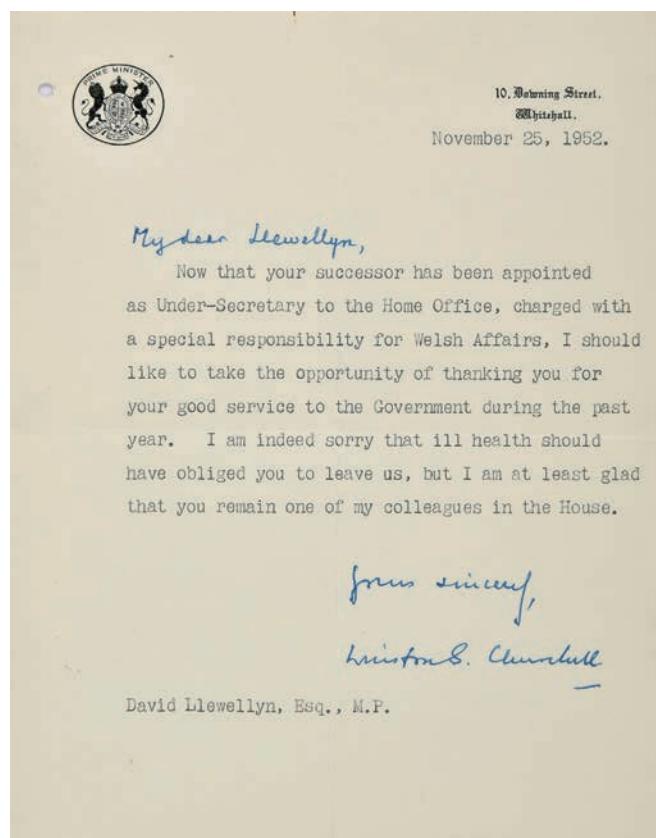 PRIME MINISTER
10, Downing Street,
Whitehall.
November 25, 1952.
My dear Llewellyn,
Now that your successor has been appointed
as Under-Secretary to the Home Office, charged with
a special responsibility for Welsh Affairs, I should
like to take the opportunity of thanking you for
your good service to the Government during the past
year. I am indeed sorry that ill health should
have obliged you to leave us, but I am at least glad
that you remain one of my colleagues in the House.
Yours sincerely,
Winston S. Churchill
David Llewellyn, Esq., M.P.